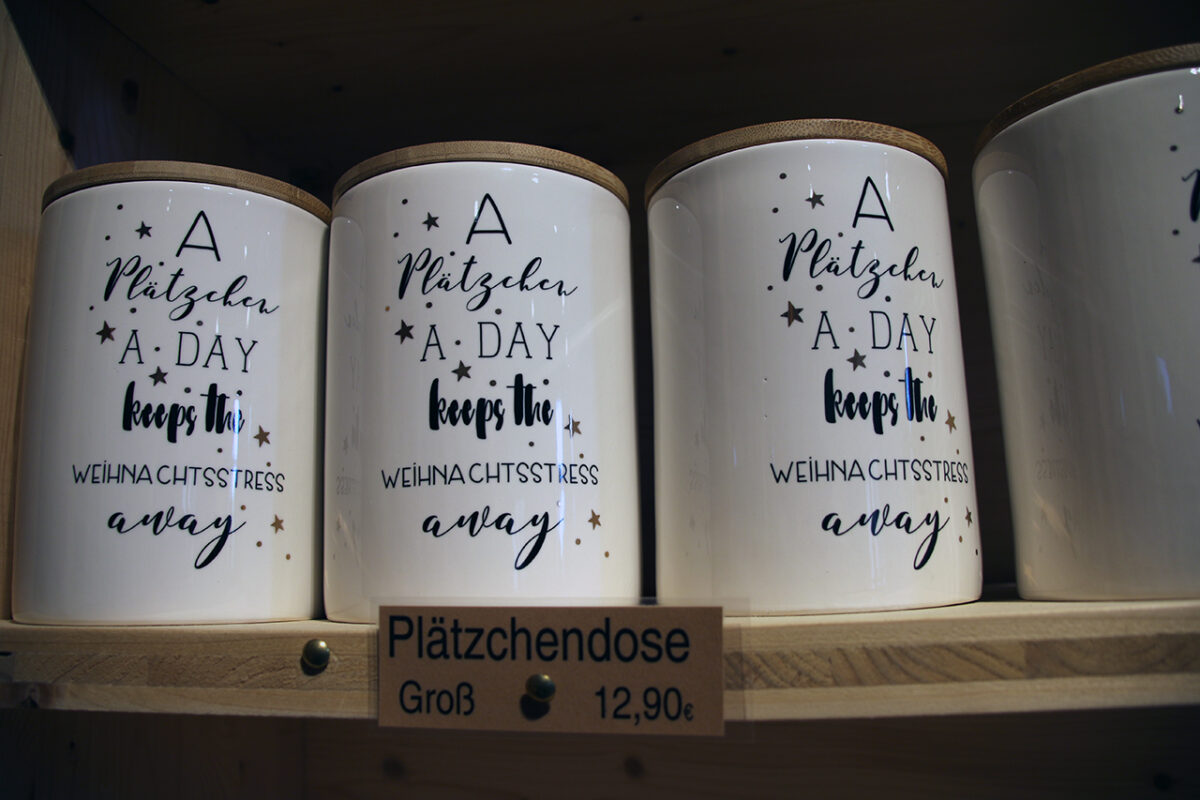 A
Plätzchen
A DAY
keeps the
WEIHNACHTSSTRESS
away
A
Plätzchen
A DAY
keeps the
WEIHNACHTSSTRESS
away
A
Plätzchen
A DAY
keeps the
WEIHNACHTSSTRESS
away
Plätzchendose
Groß 12,90€